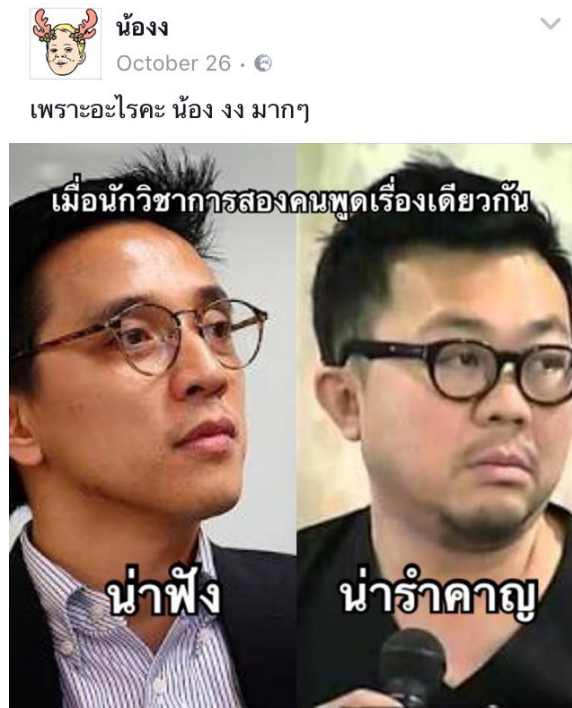 น้องง
October 26
เพราะอะไรคะ น้อง งง มากๆ
เมื่อนักวิชาการสองคนพูดเรื่องเดียวกัน
น่าฟัง
น่ารำคาญ